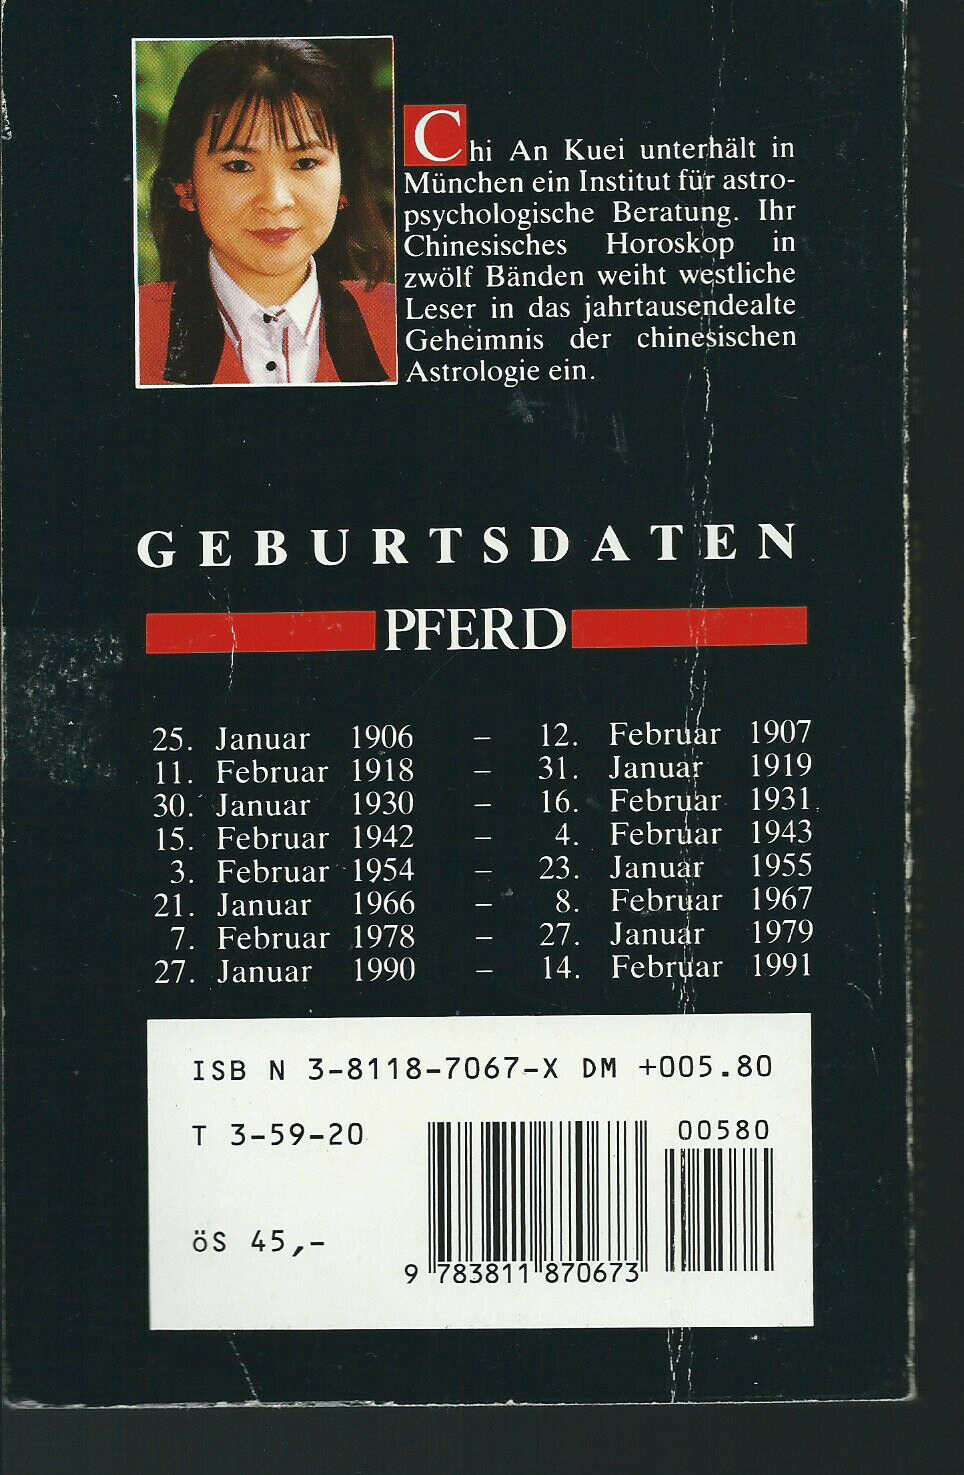 Chi An Kuei unterhält in
München ein Institut für astro-
psychologische Beratung. Ihr
Chinesisches Horoskop in
zwölf Bänden weiht westliche
Leser in das jahrtausendealte
Geheimnis der chinesischen
Astrologie ein.
GEBURTSDATEN
PFERD
25. Januar 1906 – 12. Februar 1907
11. Februar 1918 – 31. Januar 1919
30. Januar 1930 – 16. Februar 1931
15. Februar 1942 – 4. Februar 1943
3. Februar 1954 – 23. Januar 1955
21. Januar 1966 – 8. Februar 1967
7. Februar 1978 – 27. Januar 1979
27. Januar 1990 – 14. Februar 1991
ISB N 3-8118-7067-X DM +005.80
T 3-59-20
00580
öS 45,-
9 783811 870673